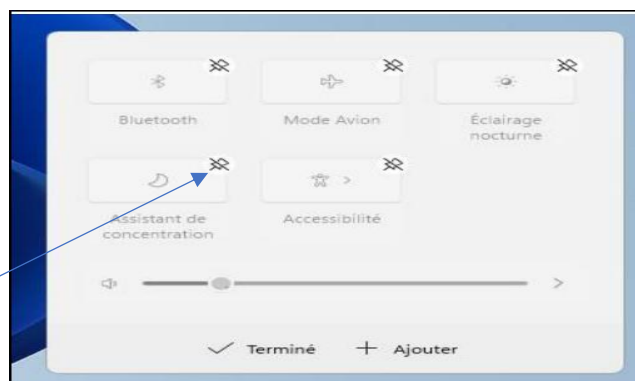 Bluetooth
Mode Avion
Éclairage
nocturne
Assistant de
concentration
Accessibilité
Terminé
Ajouter